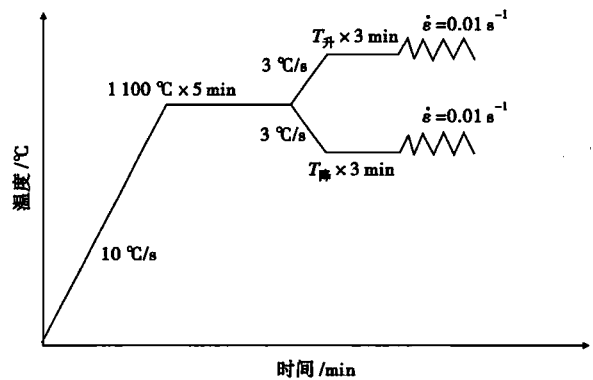 T升 × 3 min
ε̇=0.01 s⁻¹
3 ℃/s
1 100 ℃ × 5 min
3 ℃/s
ε̇=0.01 s⁻¹
T降 × 3 min
10 ℃/s
温度/℃
时间/min